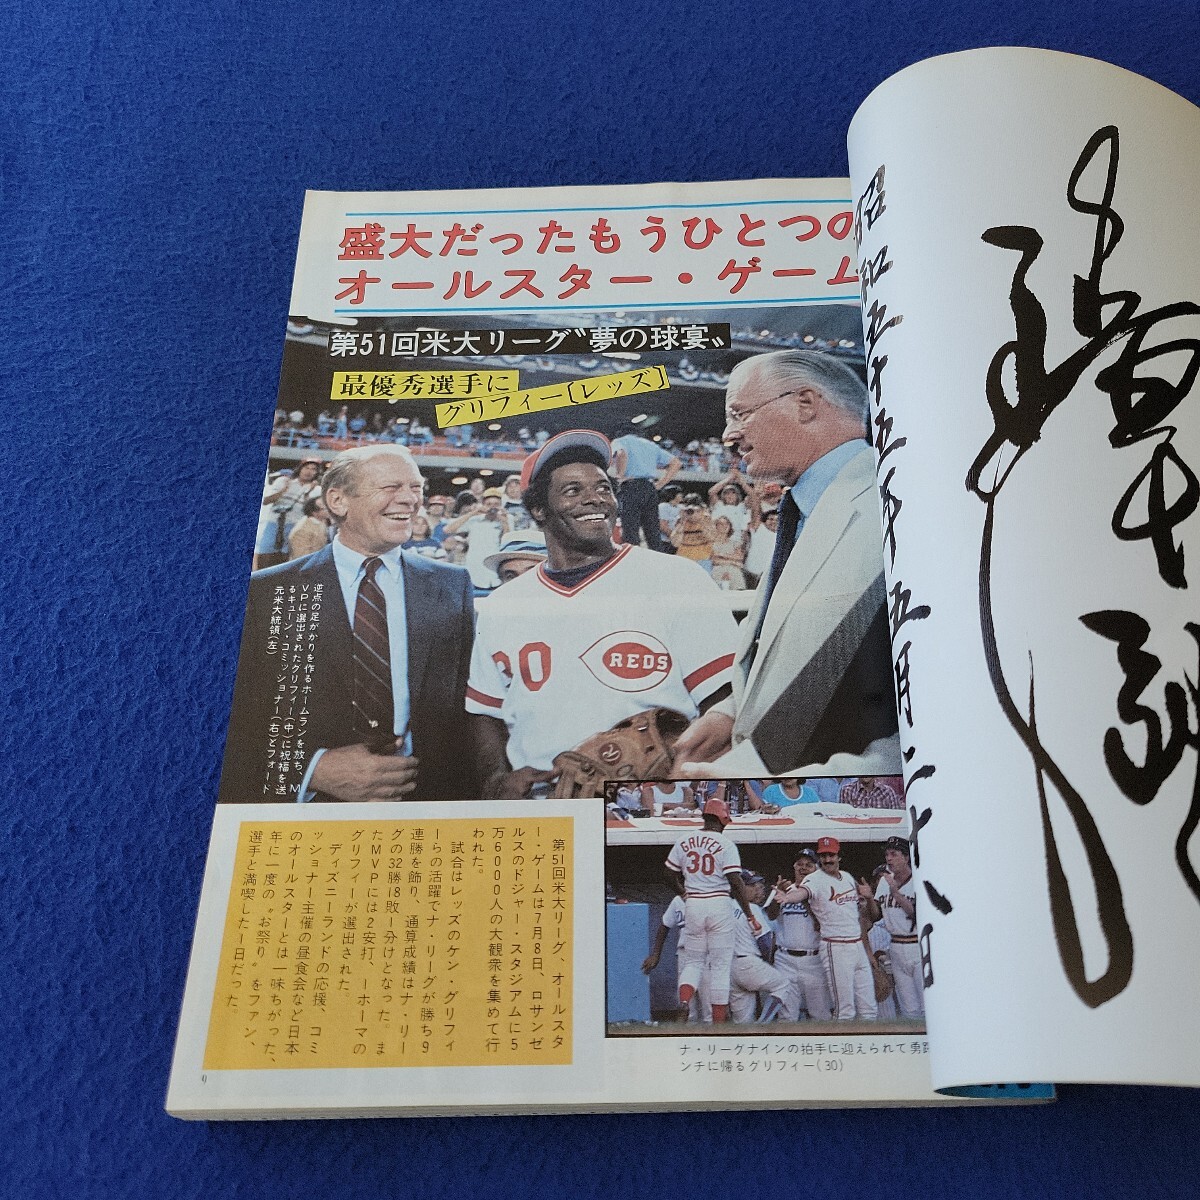 盛大だったもうひとつの
オールスター・ゲーム
第51回米大リーグ〝夢の球宴〟
最優秀選手に
グリフィー〔レッズ〕
逆点の足がかりを作るホームランを放ち、M
VPに選出されたグリフィー(中)に祝福を送
るキューン・コミッショナー(右)とフォード
元米大統領(左)
30
REDS
第51回米大リーグ、オールスタ
ー・ゲームは7月8日、ロサンゼ
ルスのドジャー・スタジアムに5
万6000人の大観衆を集めて行
われた。
試合はレッズのケン・グリフィ
ーらの活躍でナ・リーグが勝ち9
連勝を飾り、通算成績はナ・リー
グの32勝18敗1分けとなった。ま
たMVPには2安打、1ホーマの
グリフィーが選出された。
ディズニーランドの応援、コミ
ッショナー主催の昼食会など日本
のオールスターとは一味ちがった、
年に一度の〝お祭り〟をファン、
選手と満喫した1日だった。
GRIFFEY
30
Cardinals
ナ・リーグナインの拍手に迎えられて勇躍
ンチに帰るグリフィー(30)
9
昭和五十五年五月二十八日